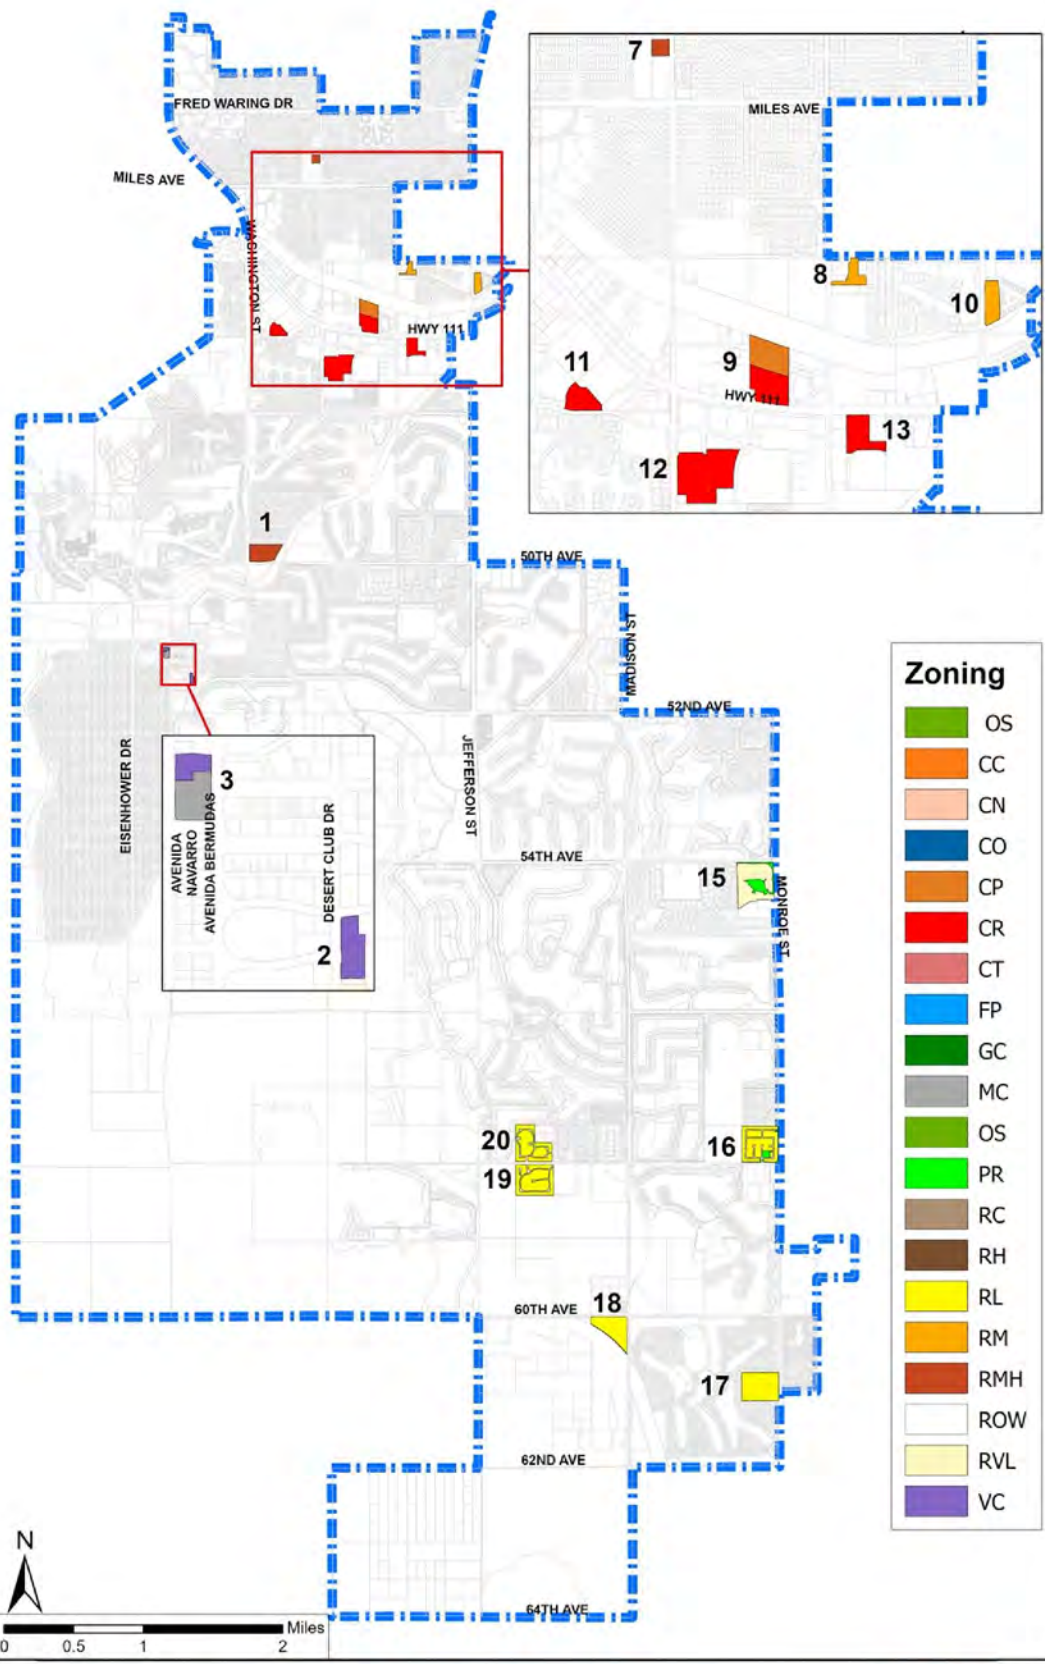 FRED WARING DR
MILES AVE
WASHINGTON ST
HWY 111
7
MILES AVE
8
10
9
11
HWY 111
13
12
1
50TH AVE
MADISON ST
52ND AVE
EISENHOWER DR
JEFFERSON ST
3
AVENIDA
NAVARRO
AVENIDA BERMUDAS
DESERT CLUB DR
2
54TH AVE
15
MONROE ST
20
19
16
60TH AVE
18
17
62ND AVE
64TH AVE
Zoning
OS
CC
CN
CO
CP
CR
CT
FP
GC
MC
OS
PR
RC
RH
RL
RM
RMH
ROW
RVL
VC
N
Miles
0 0.5 1 2